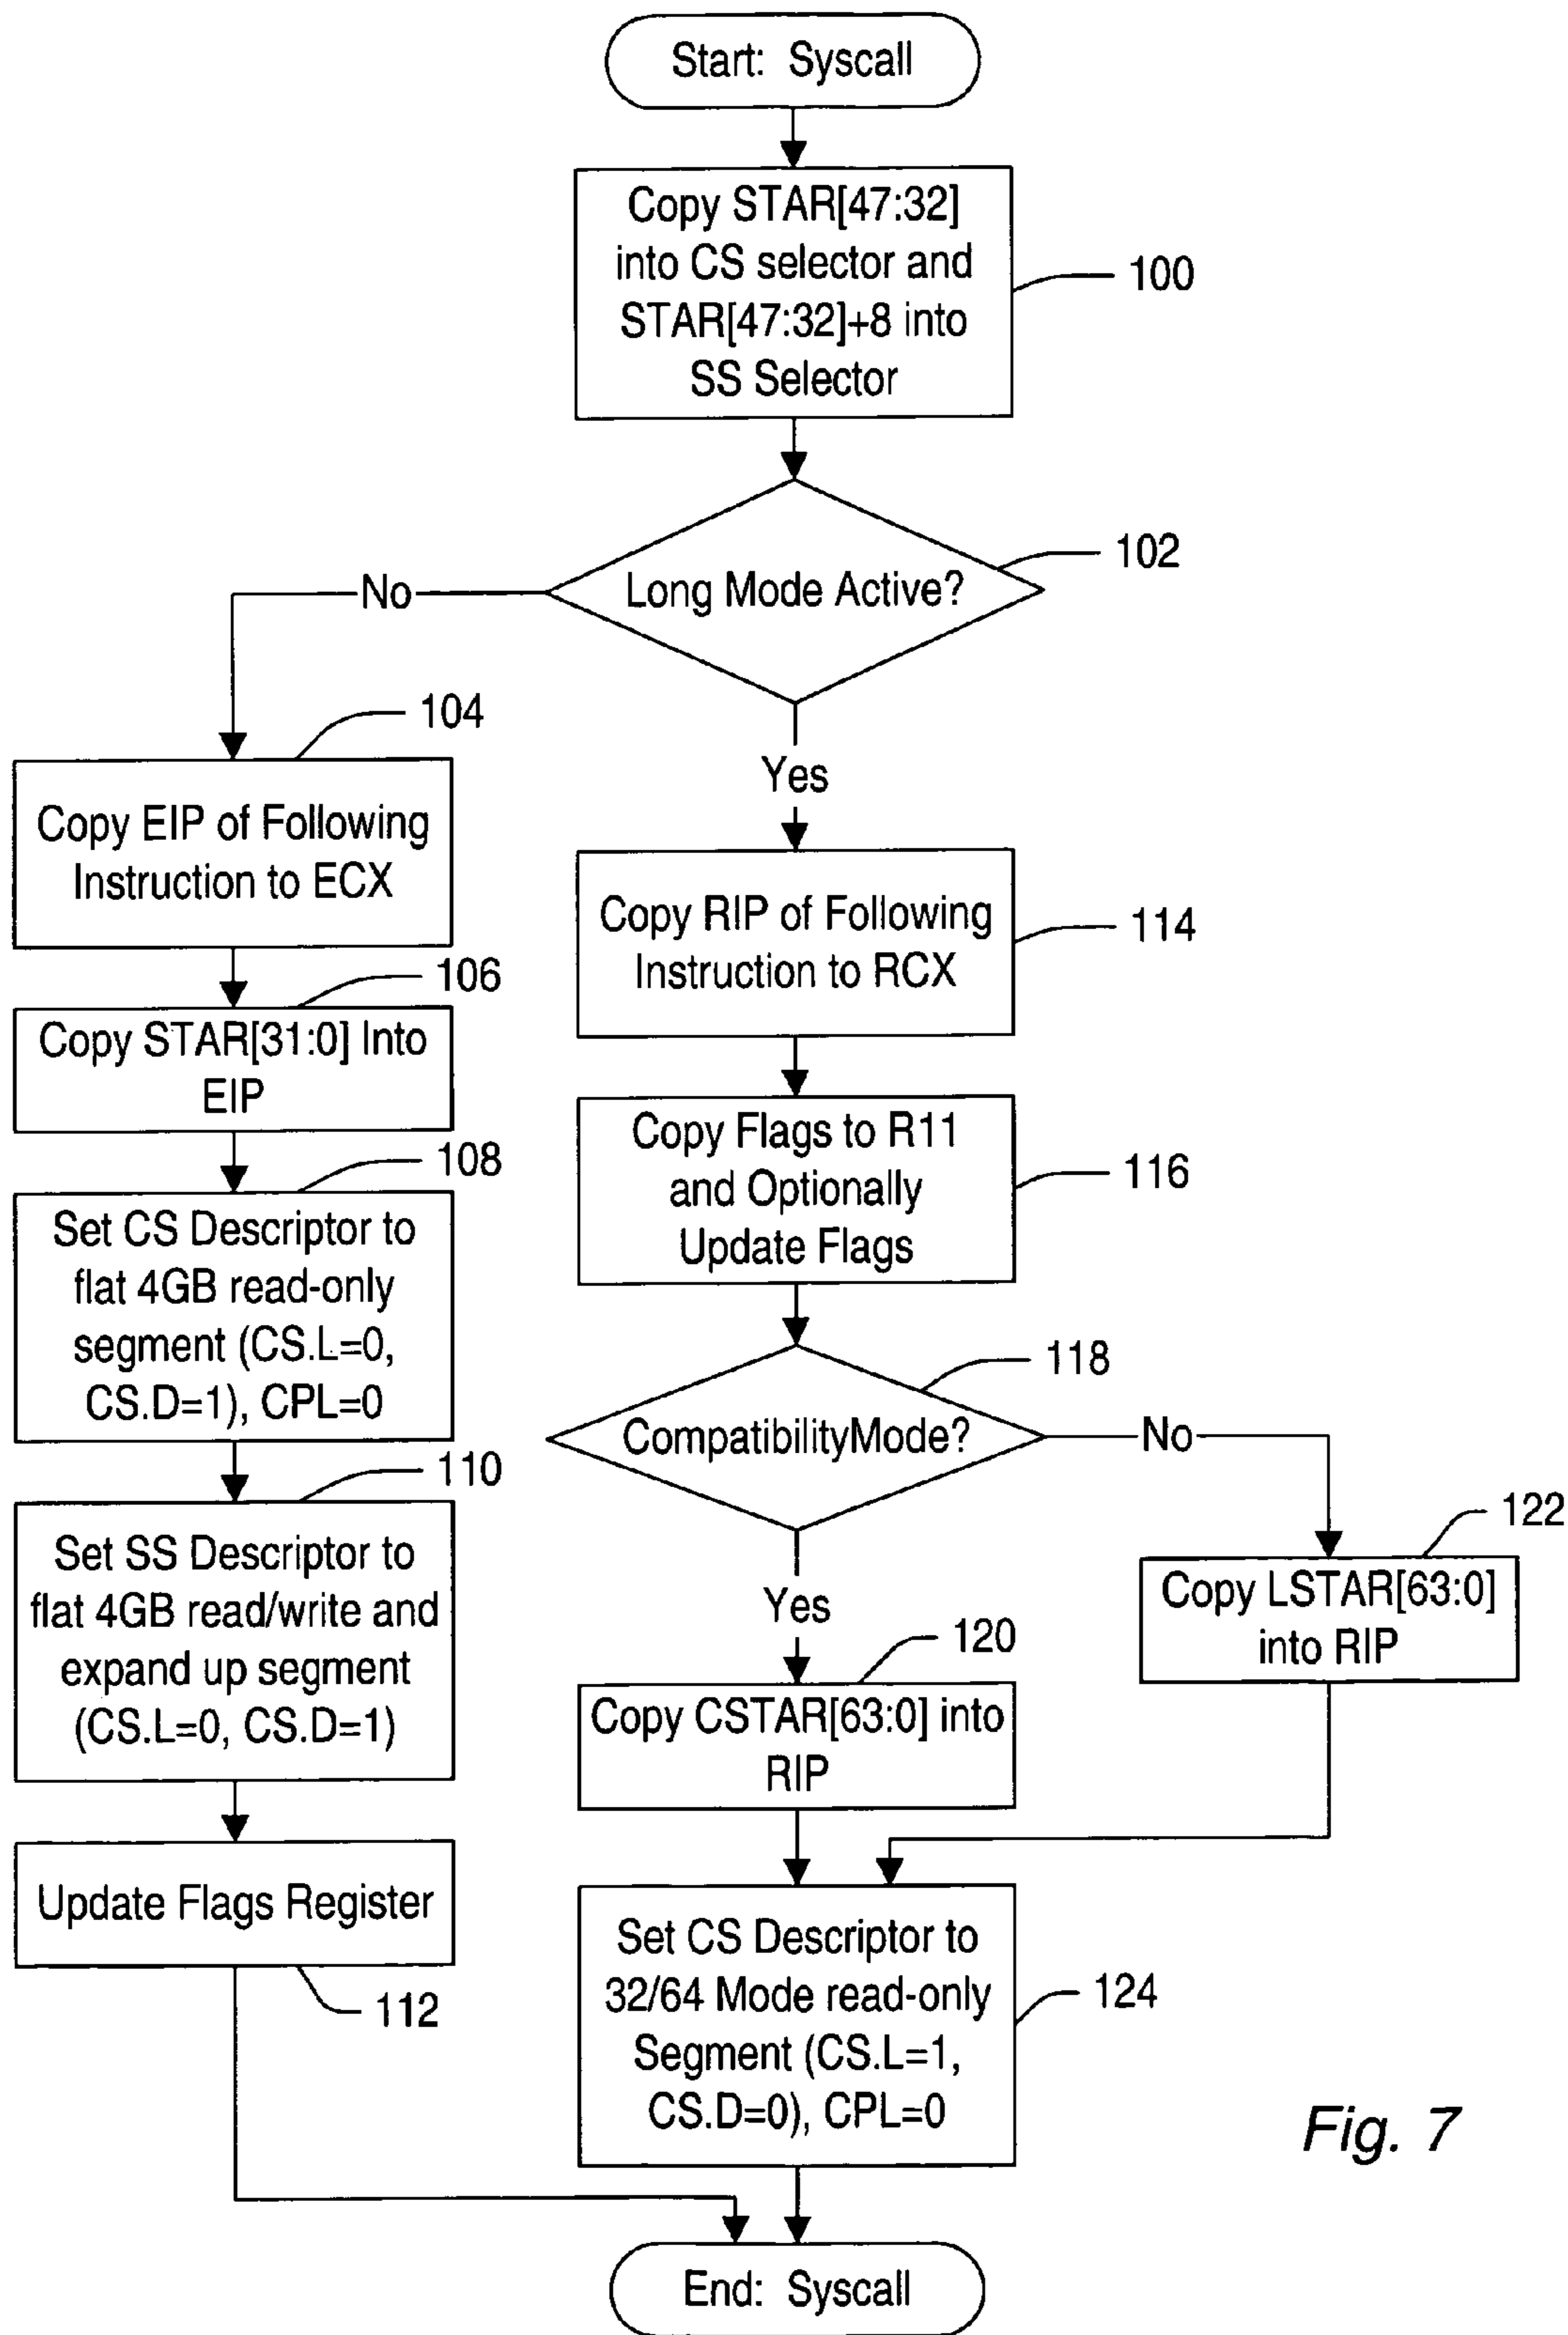 Start: Syscall
Copy STAR[47:32]
into CS selector and
STAR[47:32]+8 into
SS Selector
100
Long Mode Active?
102
No
Yes
104
Copy EIP of Following
Instruction to ECX
106
Copy STAR[31:0] Into
EIP
108
Set CS Descriptor to
flat 4GB read-only
segment (CS.L=0,
CS.D=1), CPL=0
110
Set SS Descriptor to
flat 4GB read/write and
expand up segment
(CS.L=0, CS.D=1)
Update Flags Register
112
Copy RIP of Following
Instruction to RCX
114
Copy Flags to R11
and Optionally
Update Flags
116
CompatibilityMode?
118
No
Yes
122
Copy LSTAR[63:0]
into RIP
120
Copy CSTAR[63:0] into
RIP
Set CS Descriptor to
32/64 Mode read-only
Segment (CS.L=1,
CS.D=0), CPL=0
124
End: Syscall
Fig. 7